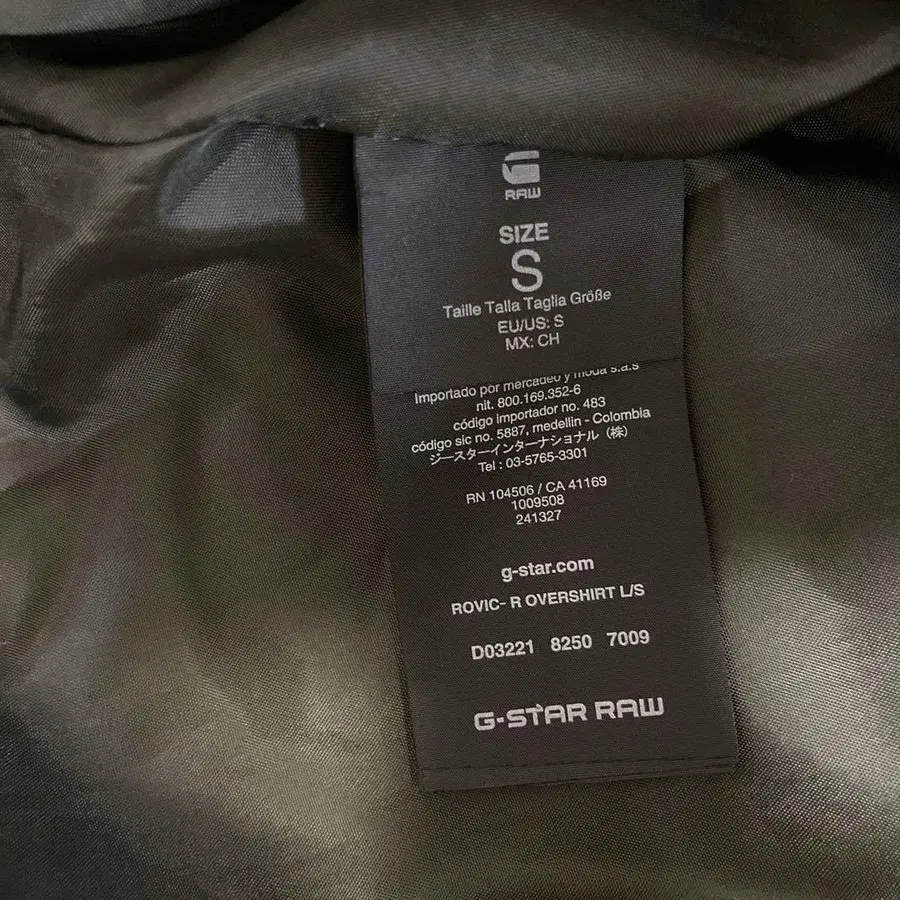 RAW
SIZE
S
Taille Talla Taglia Größe
EU/US: S
MX: CH
Importado por mercadeo y moda s.a.s
nit. 800.169.352-6
código importador no. 483
código sic no. 5887, medellin - Colombia
ジースターインターナショナル（株）
Tel : 03-5765-3301
RN 104506 / CA 41169
1009508
241327
g-star.com
ROVIC- R OVERSHIRT L/S
D03221 8250 7009
G-STAR RAW